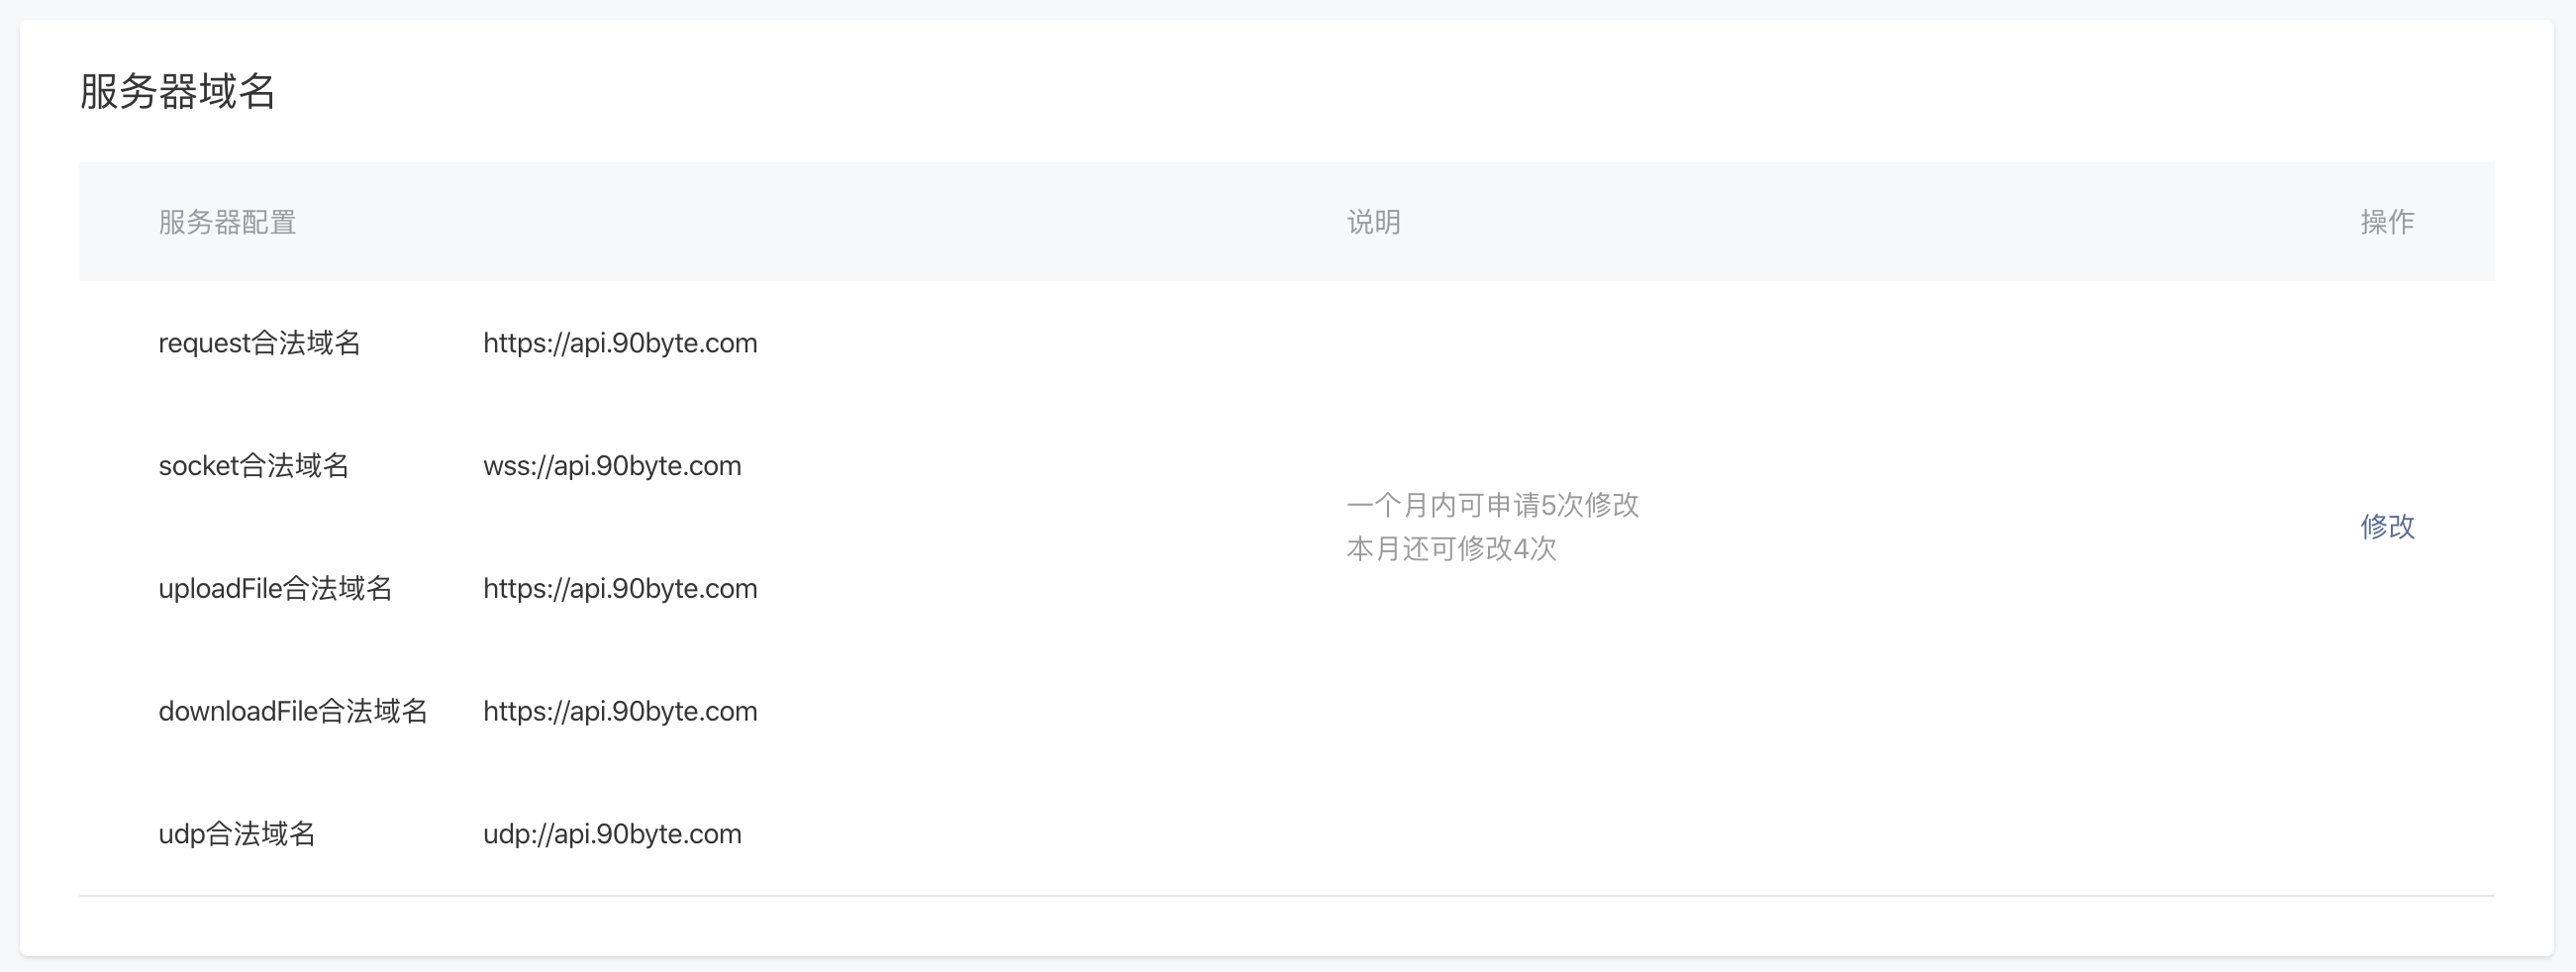 服务器域名
服务器配置 说明 操作
request合法域名 https://api.90byte.com
socket合法域名 wss://api.90byte.com
一个月内可申请5次修改
本月还可修改4次
修改
uploadFile合法域名 https://api.90byte.com
downloadFile合法域名 https://api.90byte.com
udp合法域名 udp://api.90byte.com